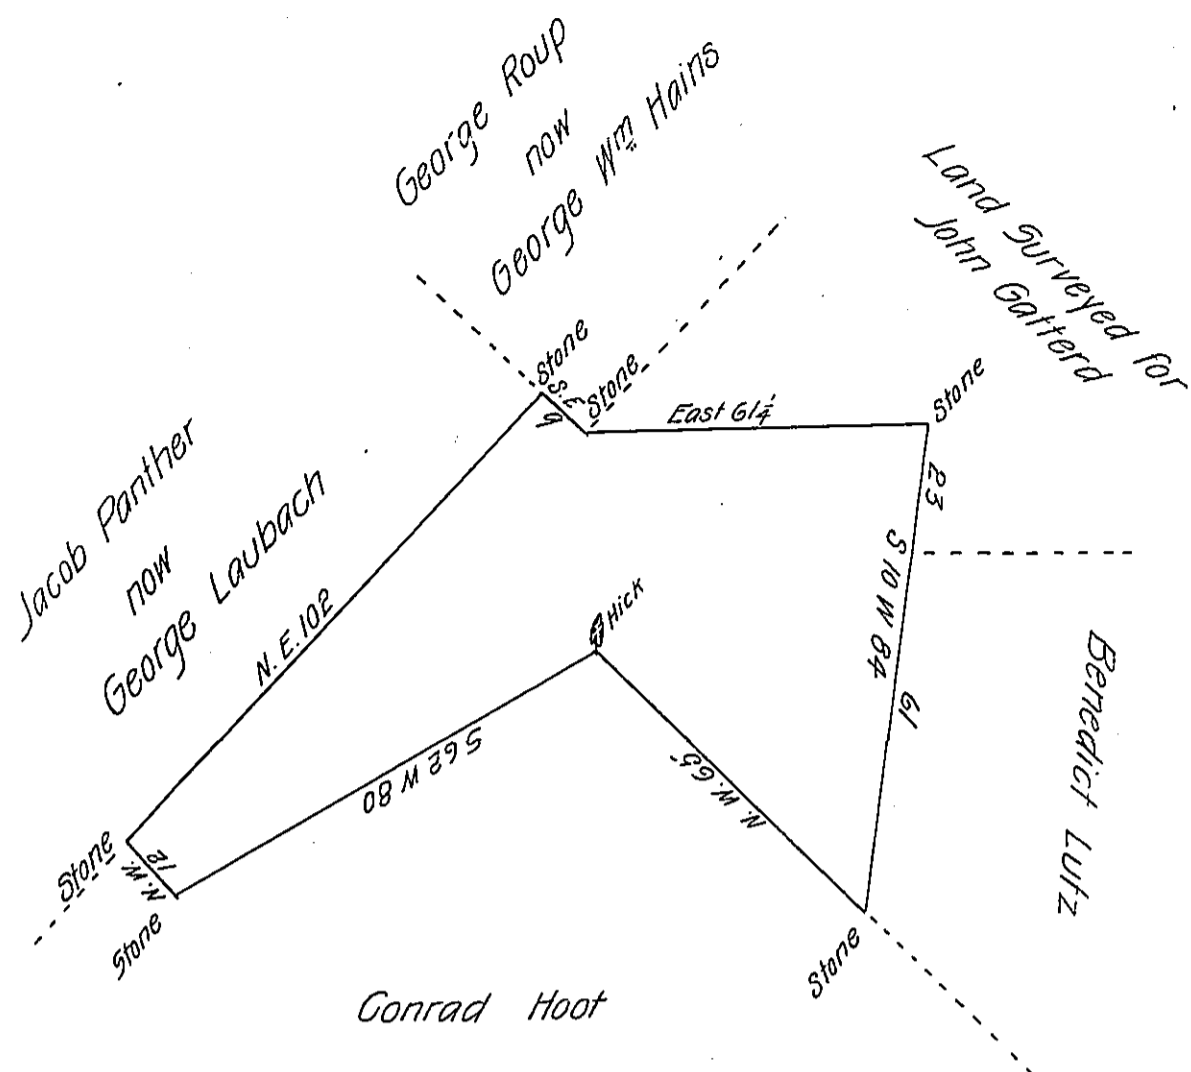 George Roup
now
George Wm Hains
Land Surveyed for
John Gatterd
Stone
S. E.
9
Stone
East 61¼
Stone
23
S 10 W 84
61
Benedict Lutz
Jacob Panther
now
George Laubach
N. E. 102
Hick
S 62 W 80
N. W. 65
Stone
12
N. W.
Stone
Stone
Conrad Hoot